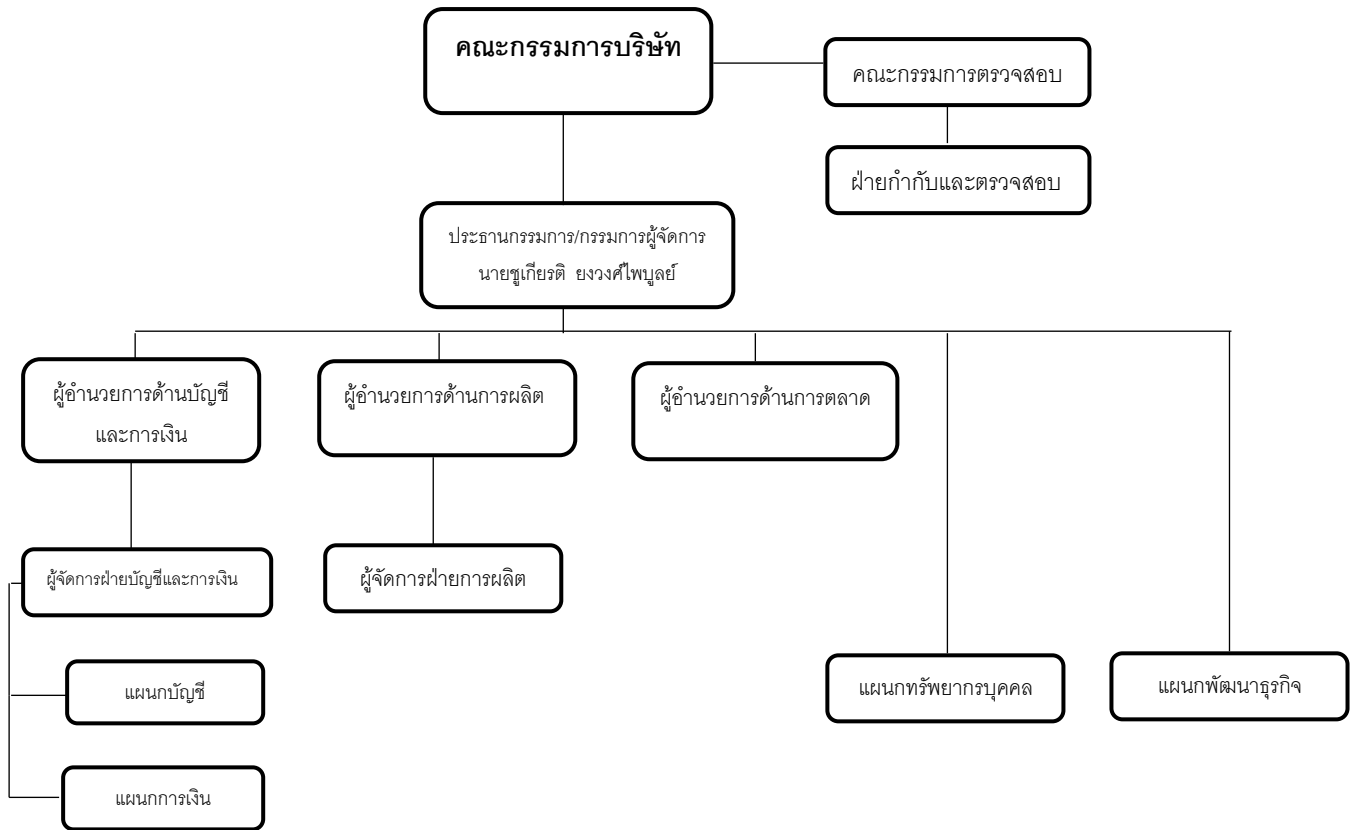 คณะกรรมการบริษัท
คณะกรรมการตรวจสอบ
ฝ่ายกำกับและตรวจสอบ
ประธานกรรมการ/กรรมการผู้จัดการ
นายชูเกียรติ ยงวงศ์ไพบูลย์
ผู้อำนวยการด้านบัญชี
และการเงิน
ผู้อำนวยการด้านการผลิต
ผู้อำนวยการด้านการตลาด
ผู้จัดการฝ่ายบัญชีและการเงิน
ผู้จัดการฝ่ายการผลิต
แผนกบัญชี
แผนกทรัพยากรบุคคล
แผนกพัฒนาธุรกิจ
แผนกการเงิน